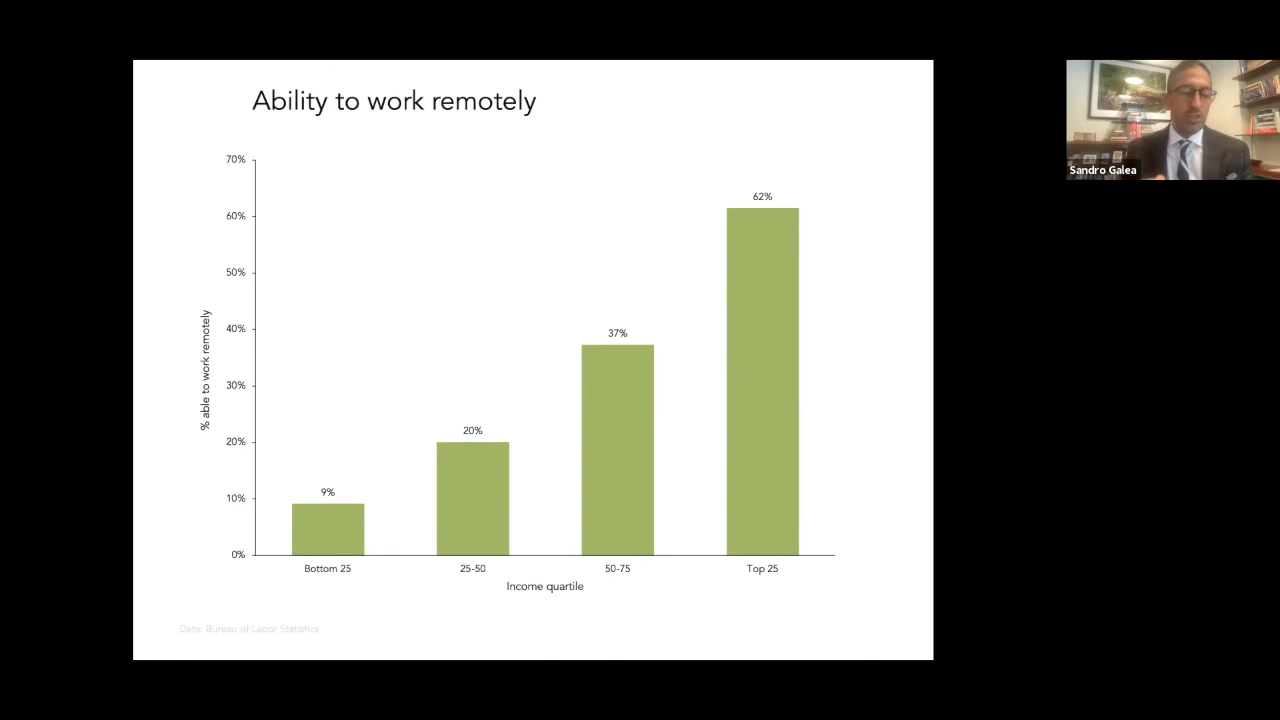 Ability to work remotely
70%
60%
50%
40%
30%
20%
10%
0%
% able to work remotely
9%
20%
37%
62%
Bottom 25
25-50
50-75
Top 25
Income quartile
Data: Bureau of Labor Statistics
Sandro Galea